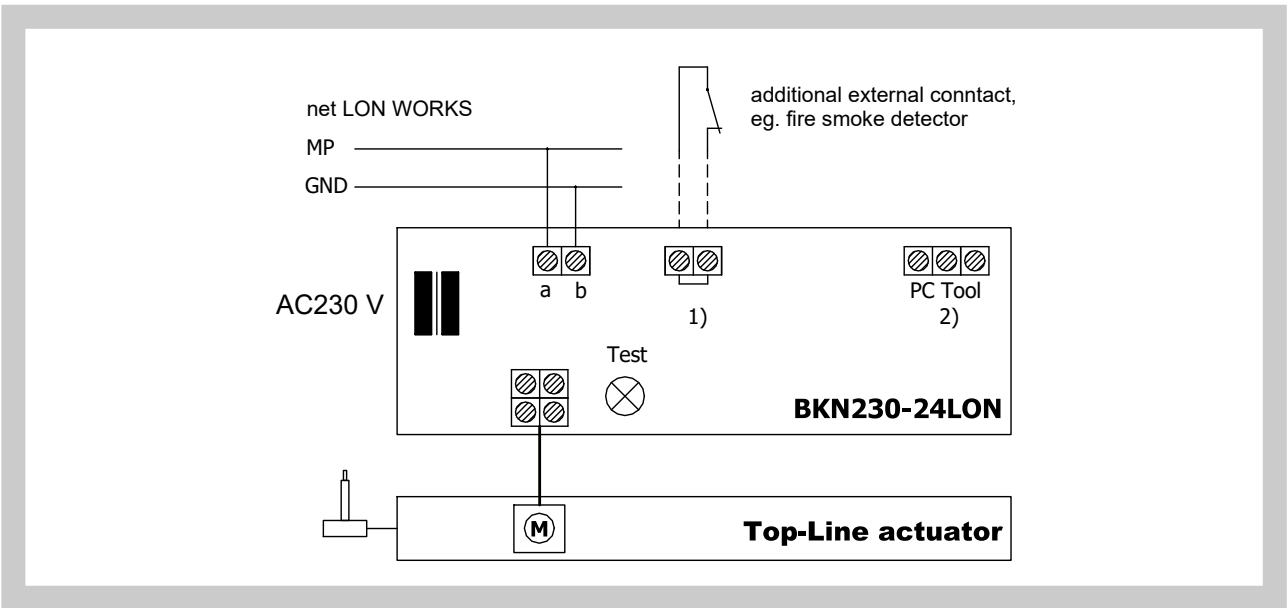 net LON WORKS
MP
GND
additional external conntact,
eg. fire smoke detector
AC230 V
a b
1)
PC Tool
2)
Test
BKN230-24LON
M
Top-Line actuator